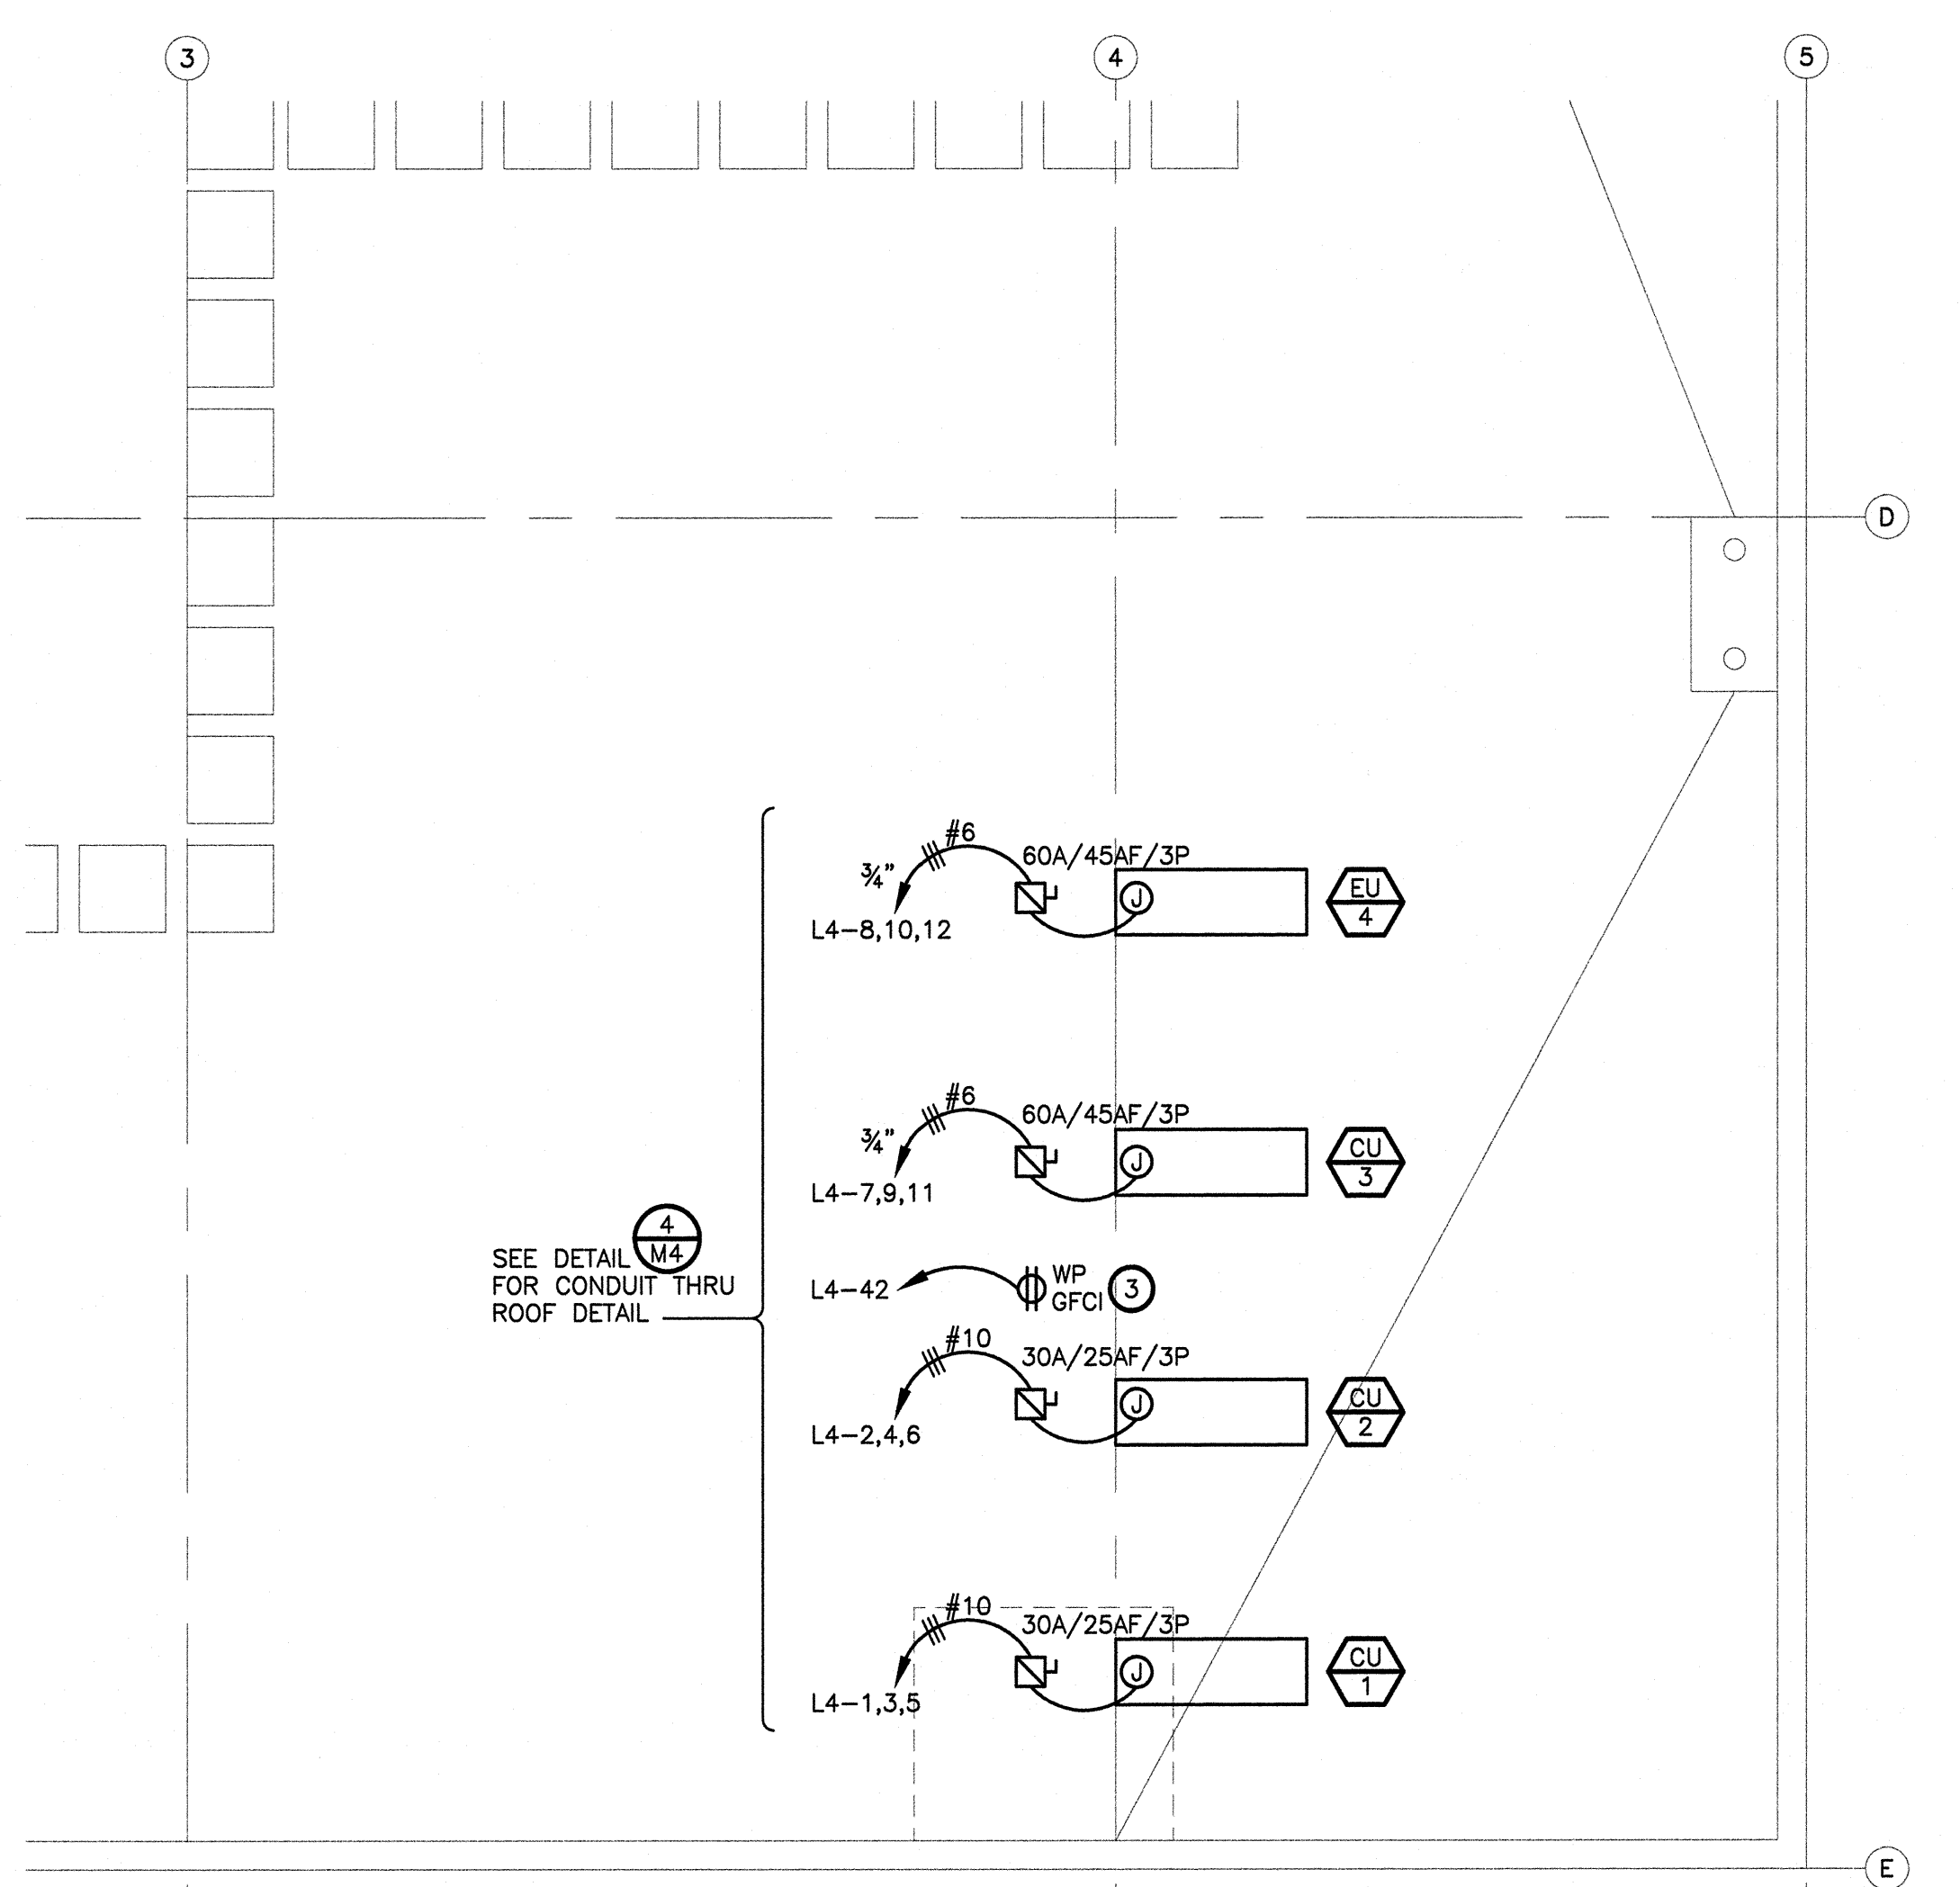 3
4
5
D
#6
60A/45AF/3P
¾"
J
EU
4
L4-8,10,12
#6
60A/45AF/3P
¾"
J
CU
3
L4-7,9,11
4
M4
SEE DETAIL
FOR CONDUIT THRU
ROOF DETAIL
L4-42
WP
GFCI
3
#10
30A/25AF/3P
J
CU
2
L4-2,4,6
#10
30A/25AF/3P
J
CU
1
L4-1,3,5
E